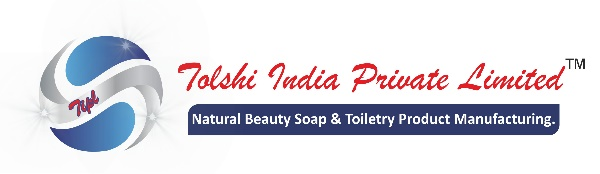 Tipl
Tolshi India Private Limited™
Natural Beauty Soap & Toiletry Product Manufacturing.